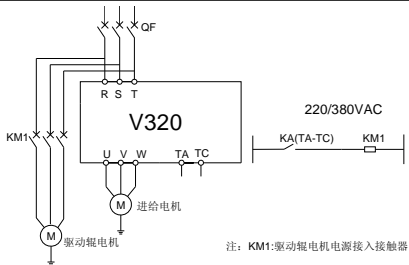 QF
R S T
V320
220/380VAC
KM1
U V W TA TC
KA(TA-TC) KM1
M 进给电机
M 驱动辊电机
注：KM1:驱动辊电机电源接入接触器